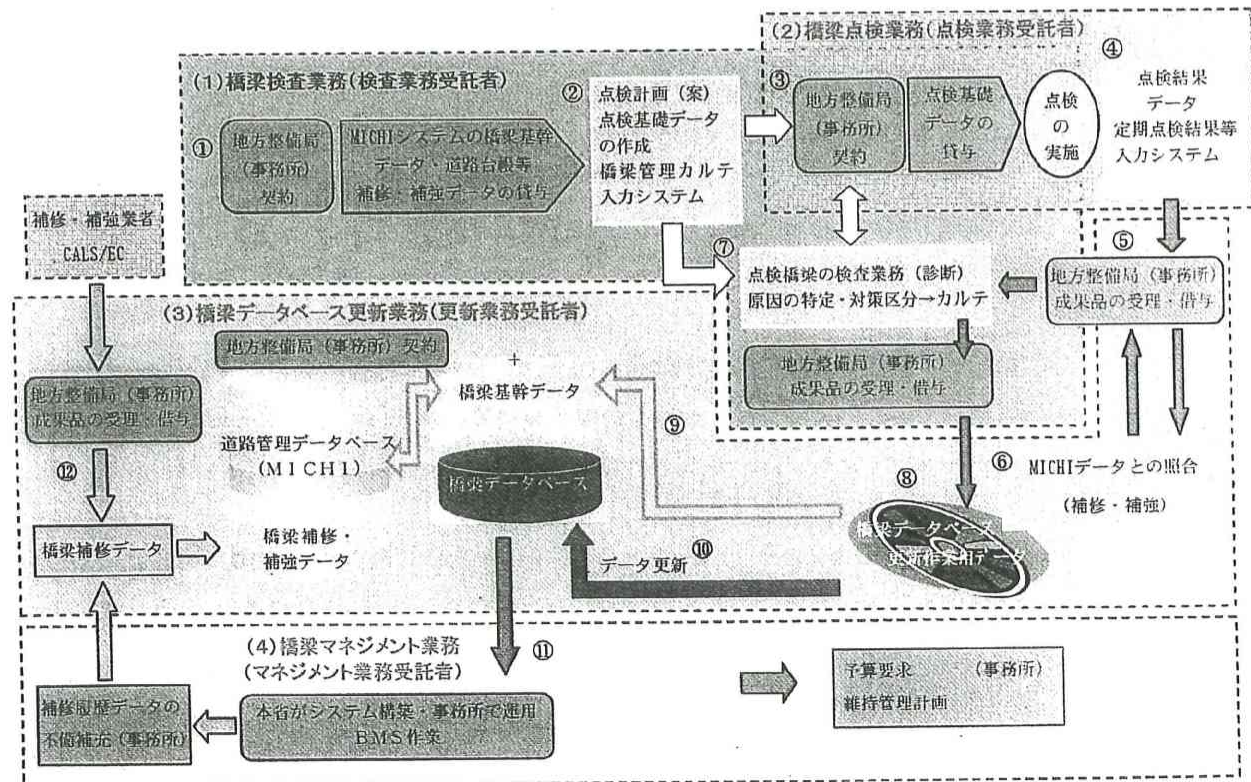 (2)橋梁点検業務(点検業務受託者)
④
点検結果
データ
定期点検結果等
入力システム
(1)橋梁検査業務(検査業務受託者)
①
地方整備局
(事務所)
契約
MICHIシステムの橋梁基幹
データ・道路台帳等
補修・補強データの貸与
②
点検計画（案）
点検基礎データ
の作成
橋梁管理カルテ
入力システム
③
地方整備局
(事務所)
契約
点検基礎
データの
貸与
点検
の
実施
補修・補強業者
CALS/EC
⑦
点検橋梁の検査業務（診断）
原因の特定・対策区分→カルテ
⑤
地方整備局（事務所）
成果品の受理・借与
地方整備局（事務所）
成果品の受理・借与
(3)橋梁データベース更新業務(更新業務受託者)
地方整備局（事務所）契約
+
橋梁基幹データ
地方整備局（事務所）
成果品の受理・借与
道路管理データベース
(MICHI)
橋梁データベース
⑨
⑥
MICHIデータとの照合
(補修・補強)
⑧
橋梁データベース
更新作業用データ
⑫
橋梁補修データ
橋梁補修・
補強データ
データ更新
⑩
(4)橋梁マネジメント業務
(マネジメント業務受託者)
⑪
補修履歴データの
不備補充（事務所）
本省がシステム構築・事務所で運用
BMS作業
予算要求　　（事務所）
維持管理計画